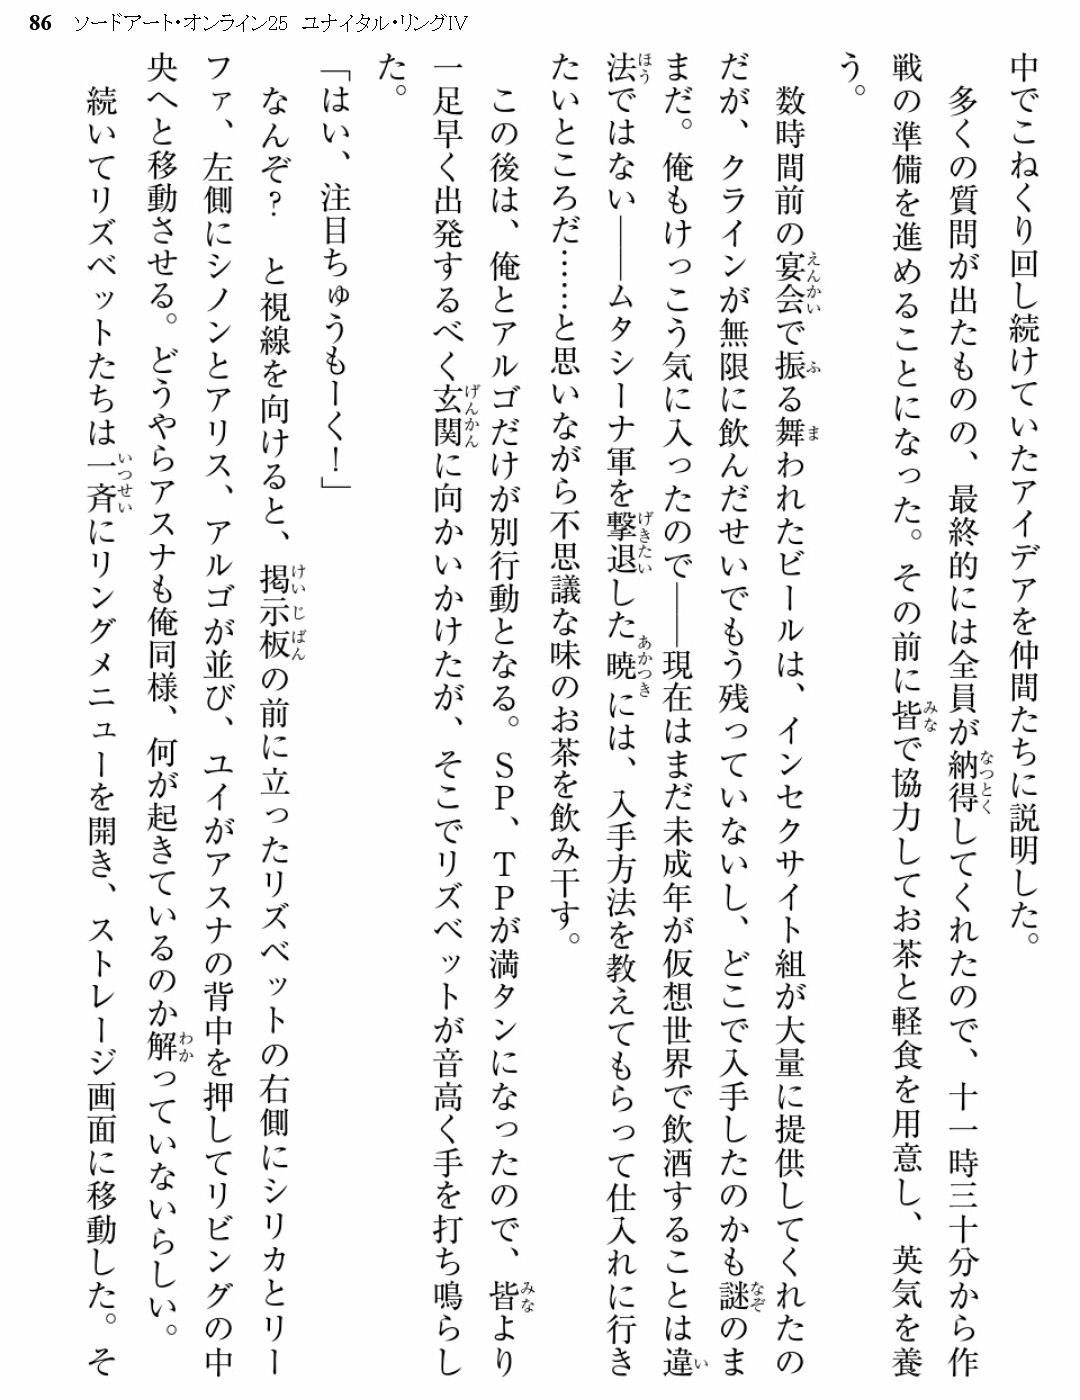 86 ソードアート・オンライン25 ユナイタル・リングIV
中でこねくり回し続けていたアイデアを仲間たちに説明した。
多くの質問が出たものの、最終的には全員が納得してくれたので、十一時三十分から作
戦の準備を進めることになった。その前に皆で協力してお茶と軽食を用意し、英気を養
う。
数時間前の宴会で振る舞われたビールは、インセクサイト組が大量に提供してくれたの
だが、クラインが無限に飲んだせいでもう残っていないし、どこで入手したのかも謎のま
まだ。俺もけっこう気に入ったので――現在はまだ未成年が仮想世界で飲酒することは違
法ではない――ムタシーナ軍を撃退した暁には、入手方法を教えてもらって仕入れに行き
たいところだ……と思いながら不思議な味のお茶を飲み干す。
この後は、俺とアルゴだけが別行動となる。SP、TPが満タンになったので、皆より
一足早く出発するべく玄関に向かいかけたが、そこでリズベットが音高く手を打ち鳴らし
た。
「はい、注目ちゅうもーく！」
なんぞ？ と視線を向けると、掲示板の前に立ったリズベットの右側にシリカとリー
ファ、左側にシノンとアリス、アルゴが並び、ユイがアスナの背中を押してリビングの中
央へと移動させる。どうやらアスナも俺同様、何が起きているのか解っていないらしい。
続いてリズベットたちは一斉にリングメニューを開き、ストレージ画面に移動した。そ